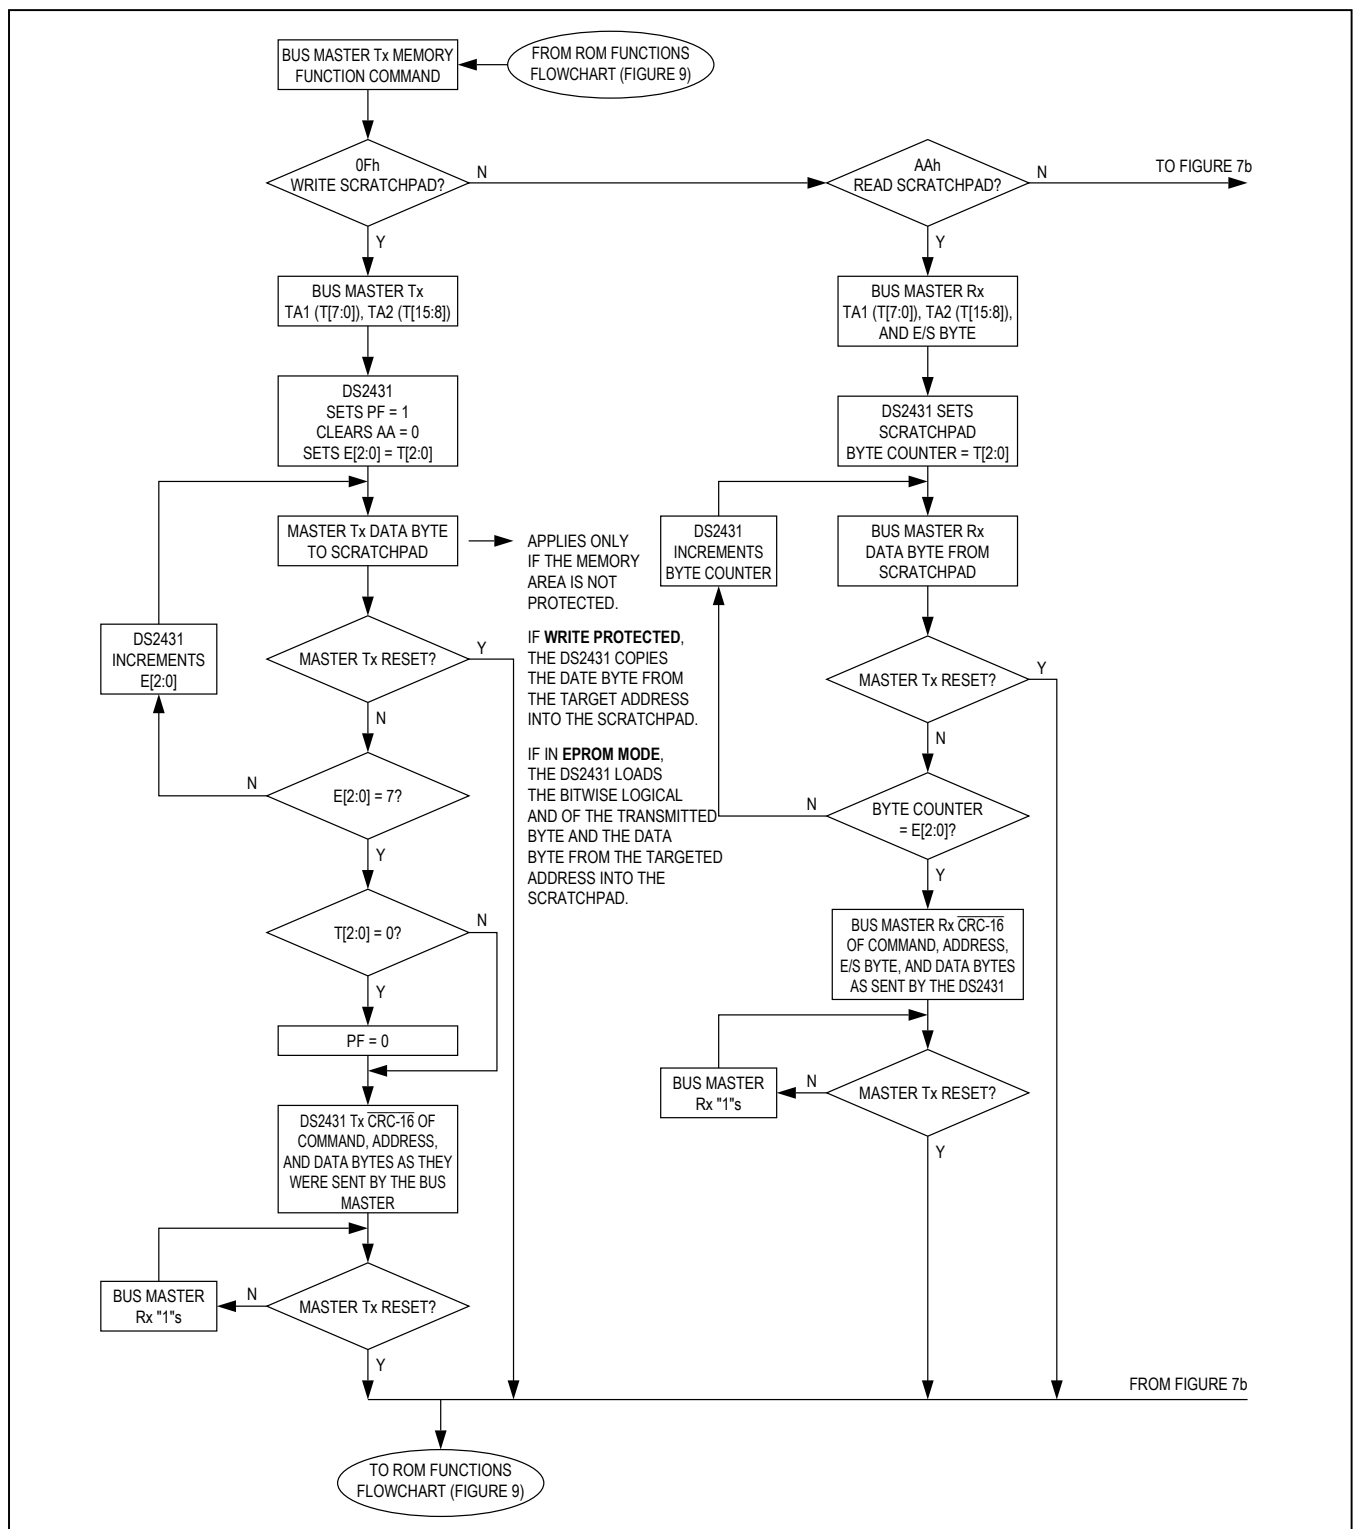 BUS MASTER Tx MEMORY
FUNCTION COMMAND
FROM ROM FUNCTIONS
FLOWCHART (FIGURE 9)
0Fh
WRITE SCRATCHPAD?
N
Y
AAh
READ SCRATCHPAD?
N
Y
TO FIGURE 7b
BUS MASTER Tx
TA1 (T[7:0]), TA2 (T[15:8])
DS2431
SETS PF = 1
CLEARS AA = 0
SETS E[2:0] = T[2:0]
MASTER Tx DATA BYTE
TO SCRATCHPAD
DS2431
INCREMENTS
E[2:0]
MASTER Tx RESET?
Y
N
E[2:0] = 7?
N
Y
T[2:0] = 0?
N
Y
PF = 0
DS2431 Tx CRC-16 OF
COMMAND, ADDRESS,
AND DATA BYTES AS THEY
WERE SENT BY THE BUS
MASTER
BUS MASTER
Rx "1"s
N
MASTER Tx RESET?
Y
APPLIES ONLY
IF THE MEMORY
AREA IS NOT
PROTECTED.
IF WRITE PROTECTED,
THE DS2431 COPIES
THE DATE BYTE FROM
THE TARGET ADDRESS
INTO THE SCRATCHPAD.
IF IN EPROM MODE,
THE DS2431 LOADS
THE BITWISE LOGICAL
AND OF THE TRANSMITTED
BYTE AND THE DATA
BYTE FROM THE TARGETED
ADDRESS INTO THE
SCRATCHPAD.
BUS MASTER Rx
TA1 (T[7:0]), TA2 (T[15:8]),
AND E/S BYTE
DS2431 SETS
SCRATCHPAD
BYTE COUNTER = T[2:0]
DS2431
INCREMENTS
BYTE COUNTER
BUS MASTER Rx
DATA BYTE FROM
SCRATCHPAD
MASTER Tx RESET?
Y
N
BYTE COUNTER
= E[2:0]?
N
Y
BUS MASTER Rx CRC-16
OF COMMAND, ADDRESS,
E/S BYTE, AND DATA BYTES
AS SENT BY THE DS2431
BUS MASTER
Rx "1"s
N
MASTER Tx RESET?
Y
FROM FIGURE 7b
TO ROM FUNCTIONS
FLOWCHART (FIGURE 9)